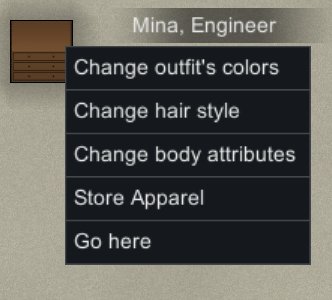 Mina, Engineer
Change outfit's colors
Change hair style
Change body attributes
Store Apparel
Go here